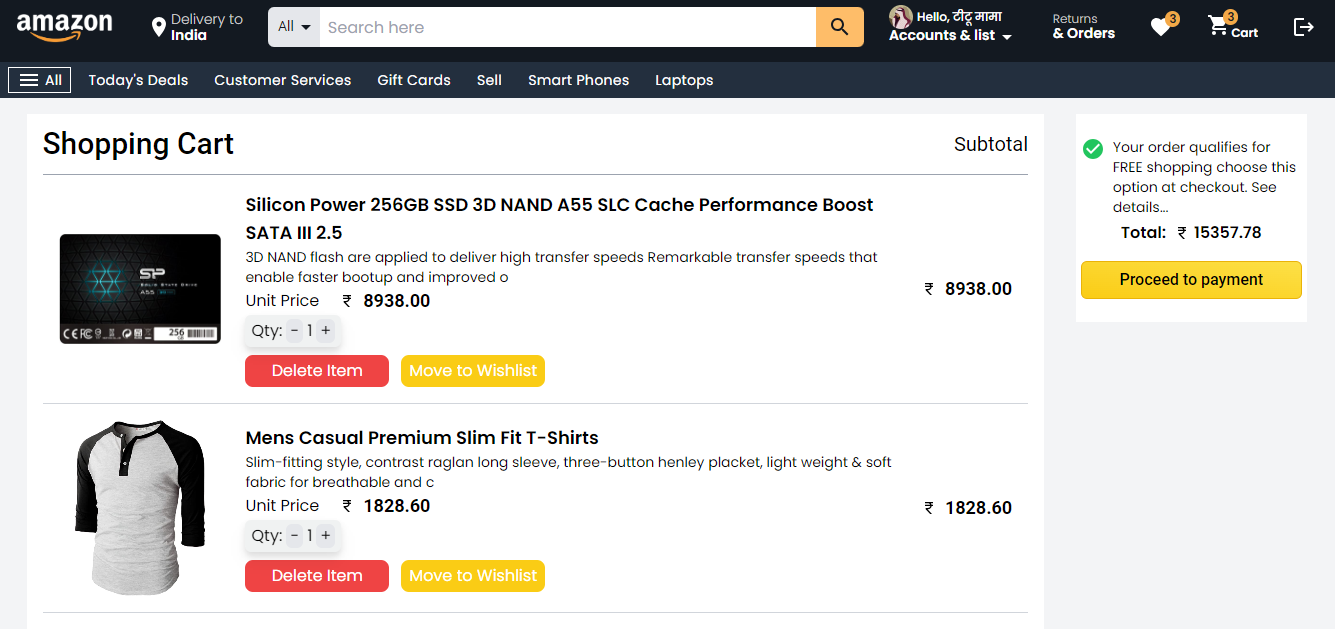 amazon
Delivery to
India
All
Search here
Hello, टीटू मामा
Accounts & list
Returns
& Orders
3
3
Cart
All
Today's Deals
Customer Services
Gift Cards
Sell
Smart Phones
Laptops
Shopping Cart
Subtotal
Silicon Power 256GB SSD 3D NAND A55 SLC Cache Performance Boost
SATA III 2.5
3D NAND flash are applied to deliver high transfer speeds Remarkable transfer speeds that
enable faster bootup and improved o
Unit Price ₹ 8938.00
Qty: - 1 +
Delete Item
Move to Wishlist
₹ 8938.00
SP
Solid State Drive
A55
256
GB
Mens Casual Premium Slim Fit T-Shirts
Slim-fitting style, contrast raglan long sleeve, three-button henley placket, light weight & soft
fabric for breathable and c
Unit Price ₹ 1828.60
Qty: - 1 +
Delete Item
Move to Wishlist
₹ 1828.60
Your order qualifies for
FREE shopping choose this
option at checkout. See
details...
Total: ₹ 15357.78
Proceed to payment